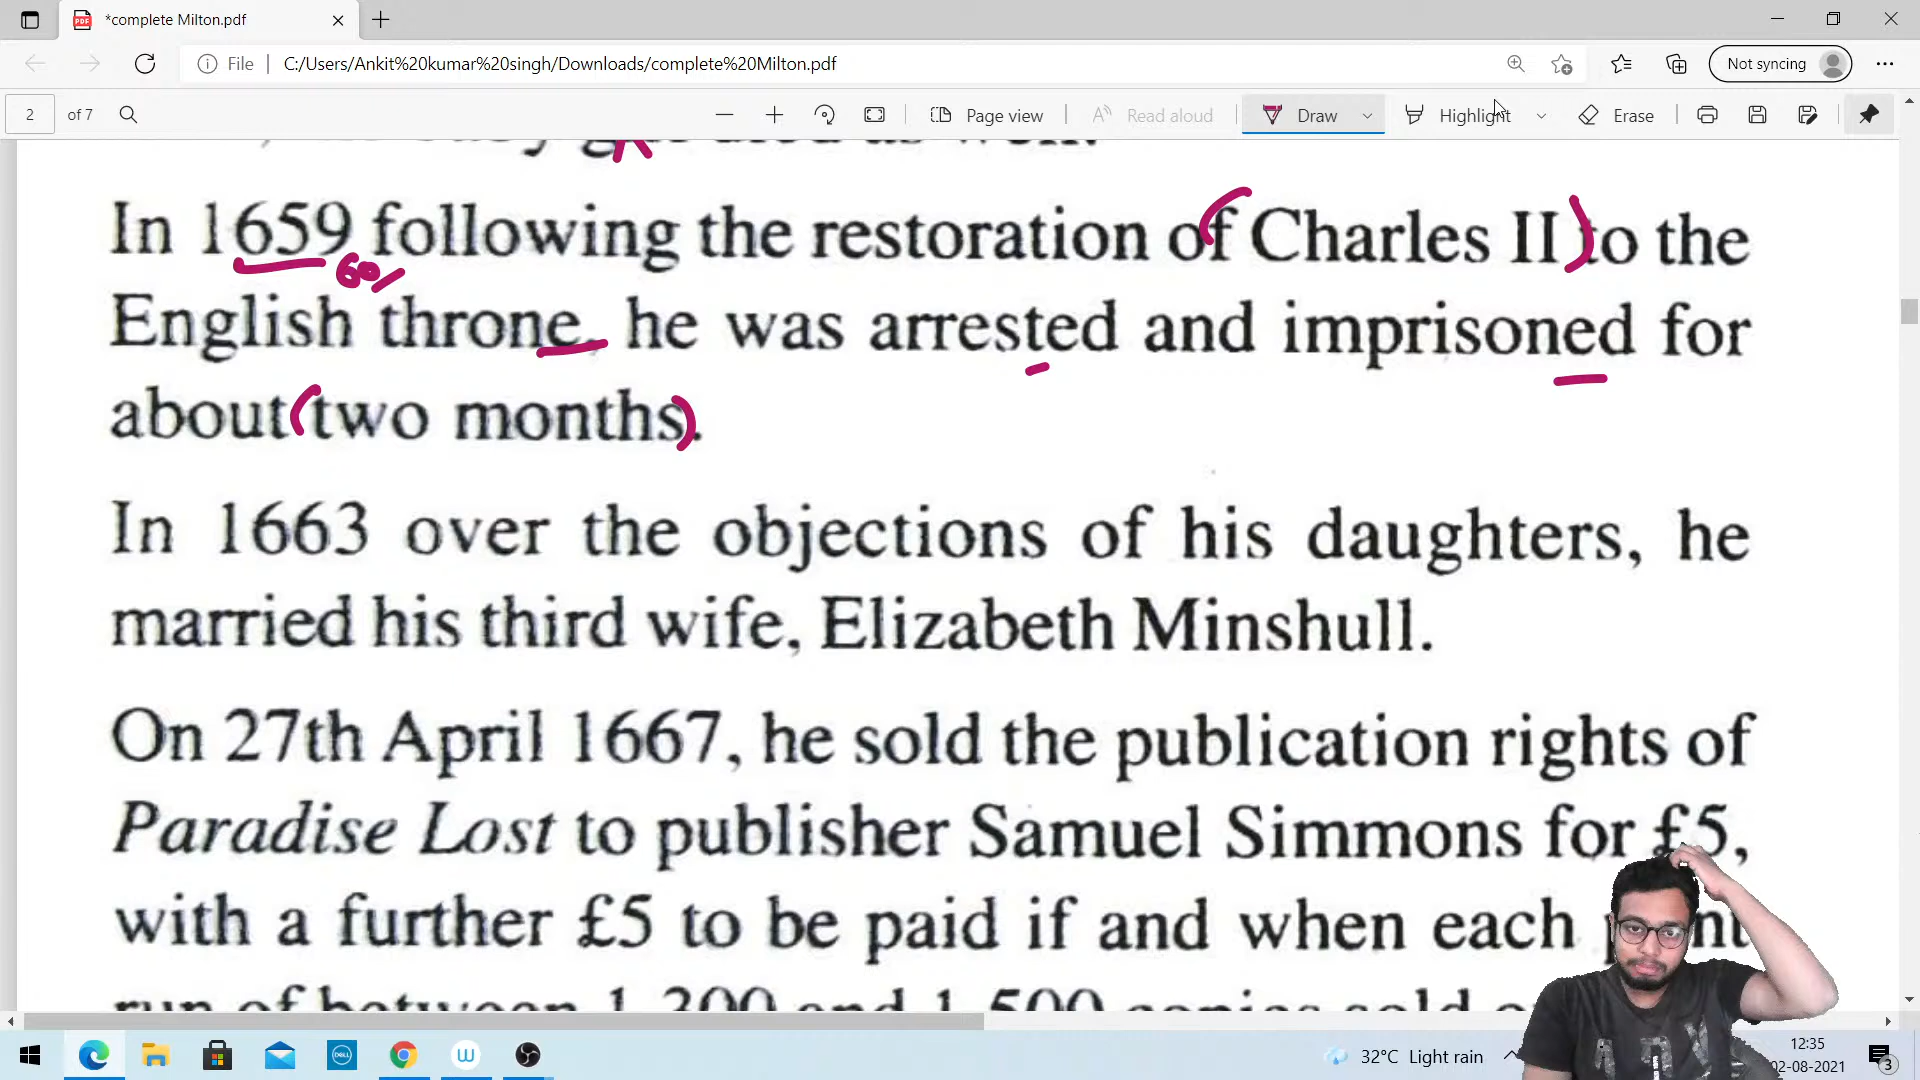 *complete Milton.pdf
File C:/Users/Ankit%20kumar%20singh/Downloads/complete%20Milton.pdf Not syncing
2 of 7 Page view Read aloud Draw Highlight Erase
In 1659 following the restoration of Charles II to the
60
English throne, he was arrested and imprisoned for
about two months.
In 1663 over the objections of his daughters, he
married his third wife, Elizabeth Minshull.
On 27th April 1667, he sold the publication rights of
Paradise Lost to publisher Samuel Simmons for £5,
with a further £5 to be paid if and when each
run of between 1,300 and 1,500 copies sold
32°C Light rain
12:35
02-08-2021
3